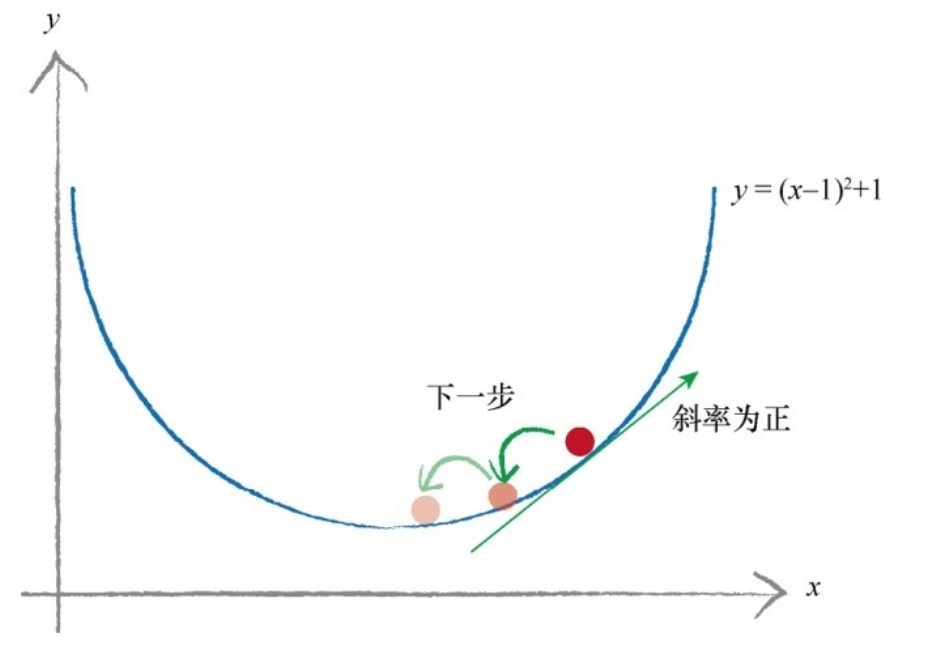 y
y = (x–1)²+1
下一步
斜率为正
x